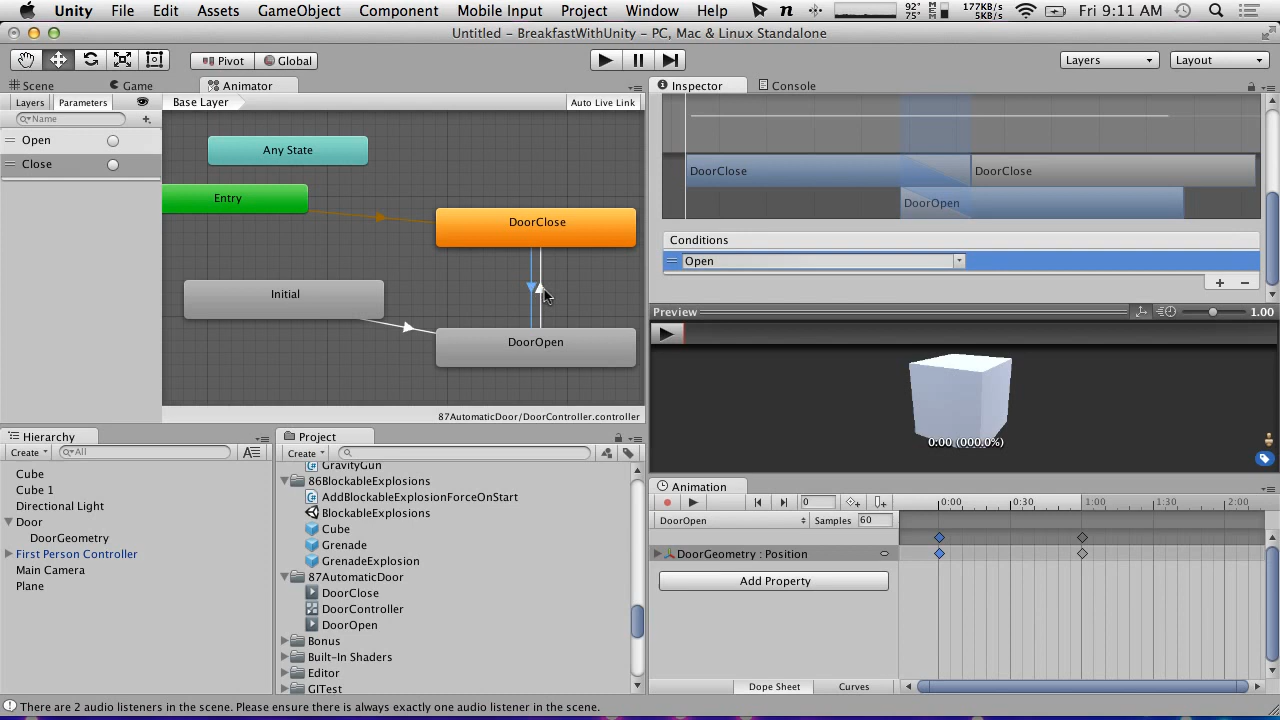 Unity File Edit Assets GameObject Component Mobile Input Project Window Help
92° 75° MEM 177KB/S 5KB/S Fri 9:11 AM
Untitled - BreakfastWithUnity - PC, Mac & Linux Standalone
Pivot Global Layers Layout
Scene Game Animator
Layers Parameters Base Layer Auto Live Link
Name
Open
Close
Any State
Entry
DoorClose
Initial
DoorOpen
87AutomaticDoor/DoorController.controller
Inspector Console
DoorClose DoorClose
DoorOpen
Conditions
Open
Preview 1.00
0:00 (000.0%)
Hierarchy
Create All
Cube
Cube 1
Directional Light
Door
DoorGeometry
First Person Controller
Main Camera
Plane
Project
Create
GravityGun
86BlockableExplosions
AddBlockableExplosionForceOnStart
BlockableExplosions
Cube
Grenade
GrenadeExplosion
87AutomaticDoor
DoorClose
DoorController
DoorOpen
Bonus
Built-In Shaders
Editor
GITest
Animation
0 0:00 0:30 1:00 1:30 2:00
DoorOpen Samples 60
DoorGeometry : Position
Add Property
Dope Sheet Curves
There are 2 audio listeners in the scene. Please ensure there is always exactly one audio listener in the scene.